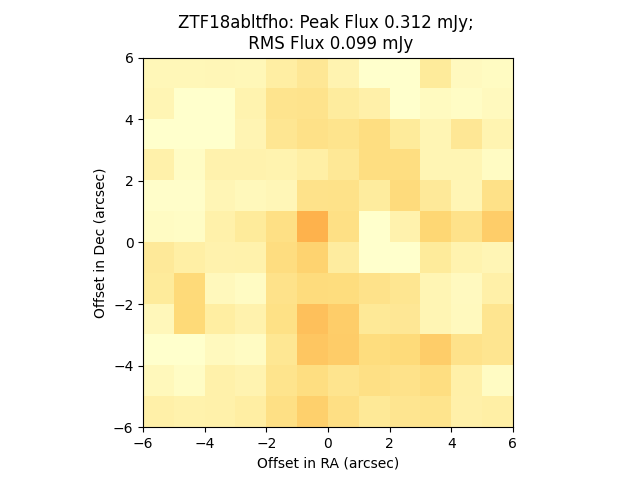 ZTF18abltfho: Peak Flux 0.312 mJy;
RMS Flux 0.099 mJy
6
4
2
0
−2
−4
−6
Offset in Dec (arcsec)
−6 −4 −2 0 2 4 6
Offset in RA (arcsec)